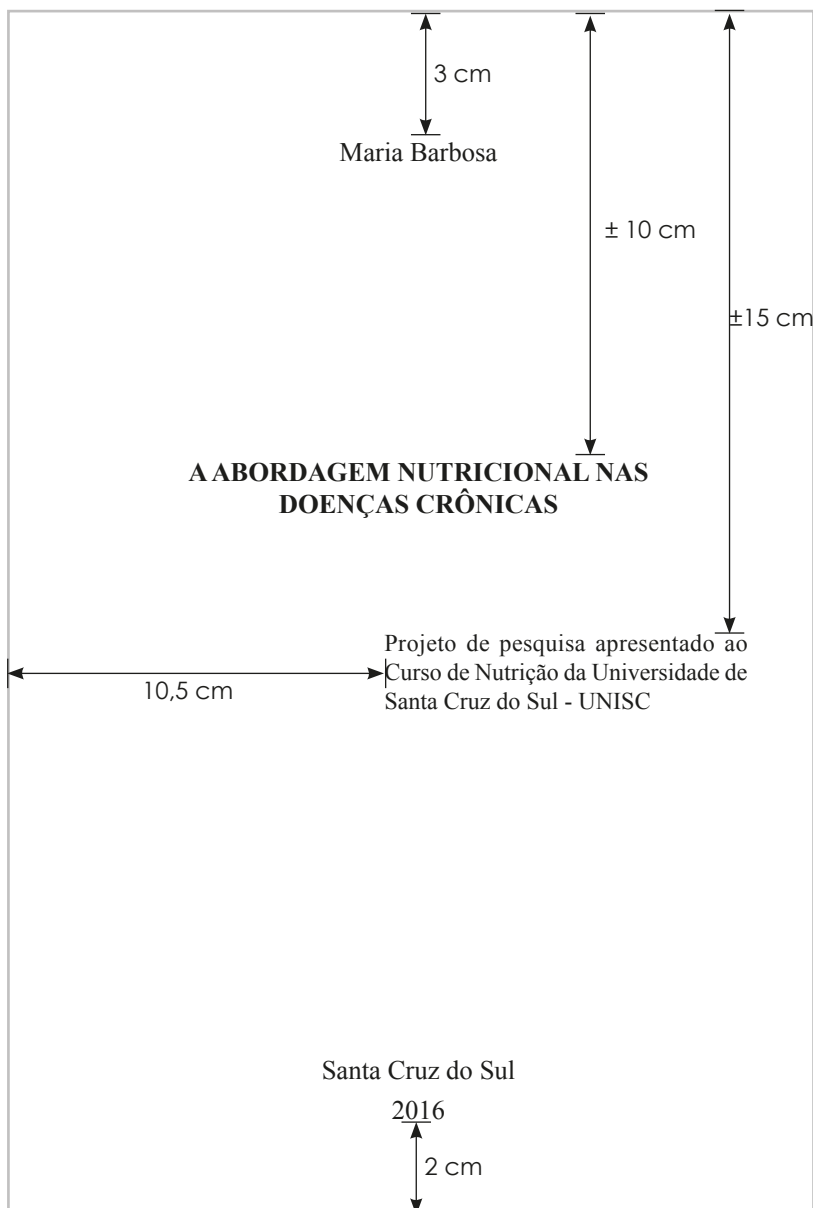 3 cm
Maria Barbosa
± 10 cm
±15 cm
A ABORDAGEM NUTRICIONAL NAS
DOENÇAS CRÔNICAS
Projeto de pesquisa apresentado ao
Curso de Nutrição da Universidade de
Santa Cruz do Sul - UNISC
10,5 cm
Santa Cruz do Sul
2016
2 cm